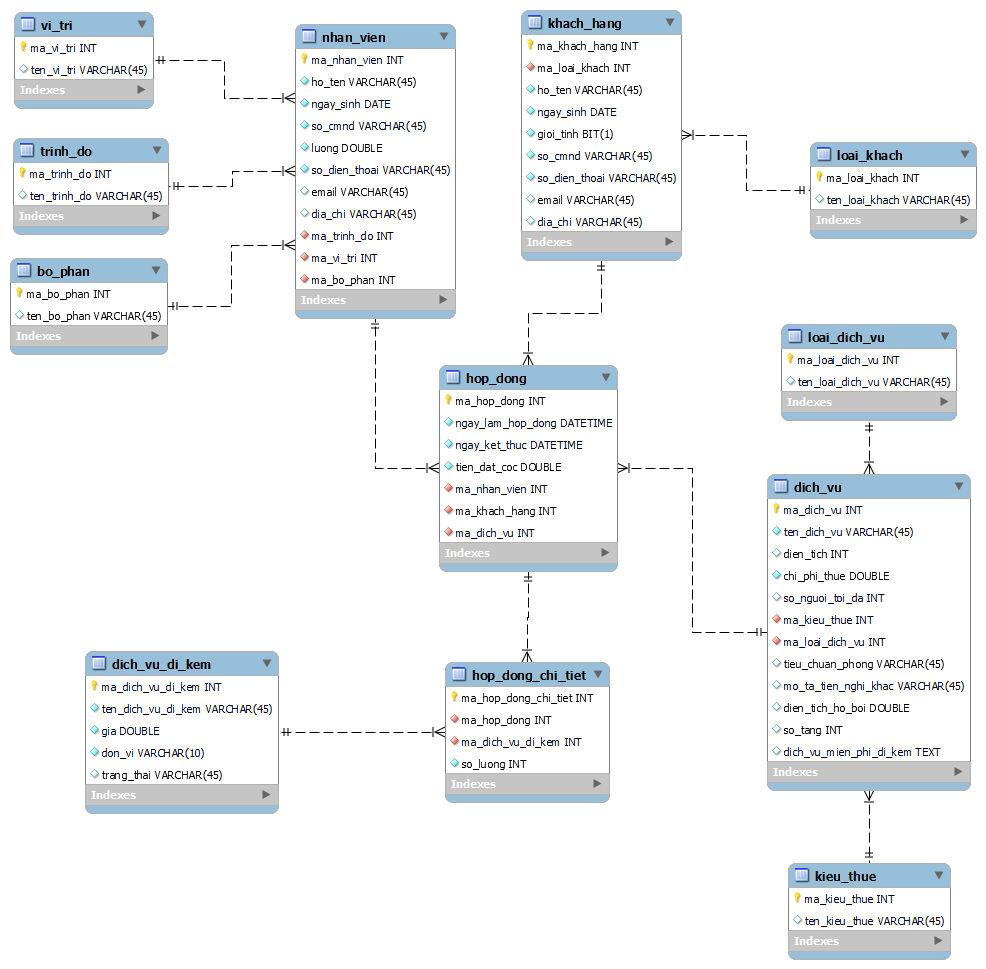 vi_tri
ma_vi_tri INT
ten_vi_tri VARCHAR(45)
Indexes
trinh_do
ma_trinh_do INT
ten_trinh_do VARCHAR(45)
Indexes
bo_phan
ma_bo_phan INT
ten_bo_phan VARCHAR(45)
Indexes
nhan_vien
ma_nhan_vien INT
ho_ten VARCHAR(45)
ngay_sinh DATE
so_cmnd VARCHAR(45)
luong DOUBLE
so_dien_thoai VARCHAR(45)
email VARCHAR(45)
dia_chi VARCHAR(45)
ma_trinh_do INT
ma_vi_tri INT
ma_bo_phan INT
Indexes
khach_hang
ma_khach_hang INT
ma_loai_khach INT
ho_ten VARCHAR(45)
ngay_sinh DATE
gioi_tinh BIT(1)
so_cmnd VARCHAR(45)
so_dien_thoai VARCHAR(45)
email VARCHAR(45)
dia_chi VARCHAR(45)
Indexes
loai_khach
ma_loai_khach INT
ten_loai_khach VARCHAR(45)
Indexes
hop_dong
ma_hop_dong INT
ngay_lam_hop_dong DATETIME
ngay_ket_thuc DATETIME
tien_dat_coc DOUBLE
ma_nhan_vien INT
ma_khach_hang INT
ma_dich_vu INT
Indexes
loai_dich_vu
ma_loai_dich_vu INT
ten_loai_dich_vu VARCHAR(45)
Indexes
dich_vu
ma_dich_vu INT
ten_dich_vu VARCHAR(45)
dien_tich INT
chi_phi_thue DOUBLE
so_nguoi_toi_da INT
ma_kieu_thue INT
ma_loai_dich_vu INT
tieu_chuan_phong VARCHAR(45)
mo_ta_tien_nghi_khac VARCHAR(45)
dien_tich_ho_boi DOUBLE
so_tang INT
dich_vu_mien_phi_di_kem TEXT
Indexes
dich_vu_di_kem
ma_dich_vu_di_kem INT
ten_dich_vu_di_kem VARCHAR(45)
gia DOUBLE
don_vi VARCHAR(10)
trang_thai VARCHAR(45)
Indexes
hop_dong_chi_tiet
ma_hop_dong_chi_tiet INT
ma_hop_dong INT
ma_dich_vu_di_kem INT
so_luong INT
Indexes
kieu_thue
ma_kieu_thue INT
ten_kieu_thue VARCHAR(45)
Indexes